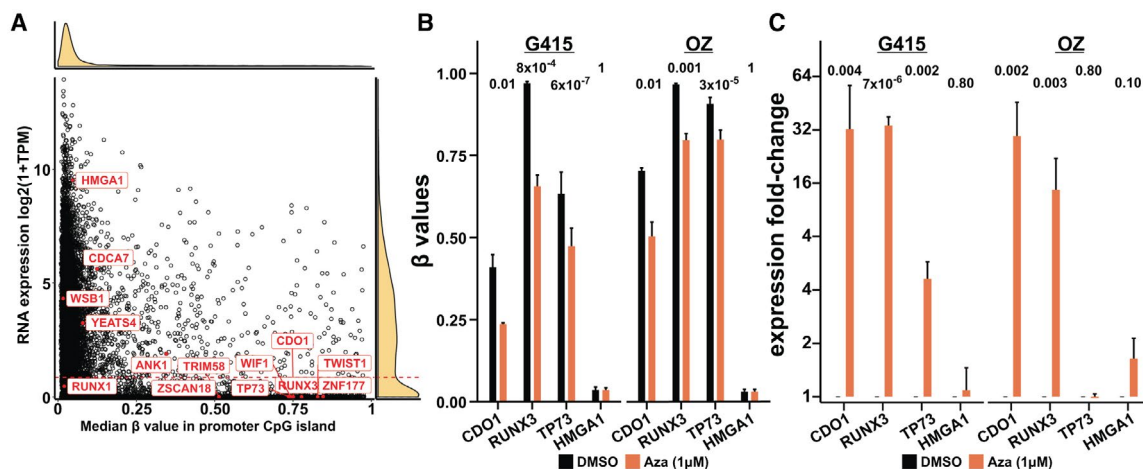 A
RNA expression log2(1+TPM)
10
5
0
HMGA1
CDCA7
WSB1
YEATS4
CDO1
ANK1
TRIM58
WIF1
TWIST1
RUNX1
ZSCAN18
TP73
RUNX3
ZNF177
0
0.25
0.5
0.75
1
Median β value in promoter CpG island
B
G415
OZ
8x10-4
1
0.001
1
0.01
6x10-7
0.01
3x10-5
β values
1.00
0.75
0.50
0.25
0.00
CDO1
RUNX3
TP73
HMGA1
CDO1
RUNX3
TP73
HMGA1
DMSO
Aza (1µM)
C
G415
OZ
0.004
7x10-6
0.002
0.80
0.002
0.003
0.80
0.10
expression fold-change
64
32
16
4
4
2
1
CDO1
RUNX3
TP73
HMGA1
CDO1
RUNX3
TP73
HMGA1
DMSO
Aza (1µM)